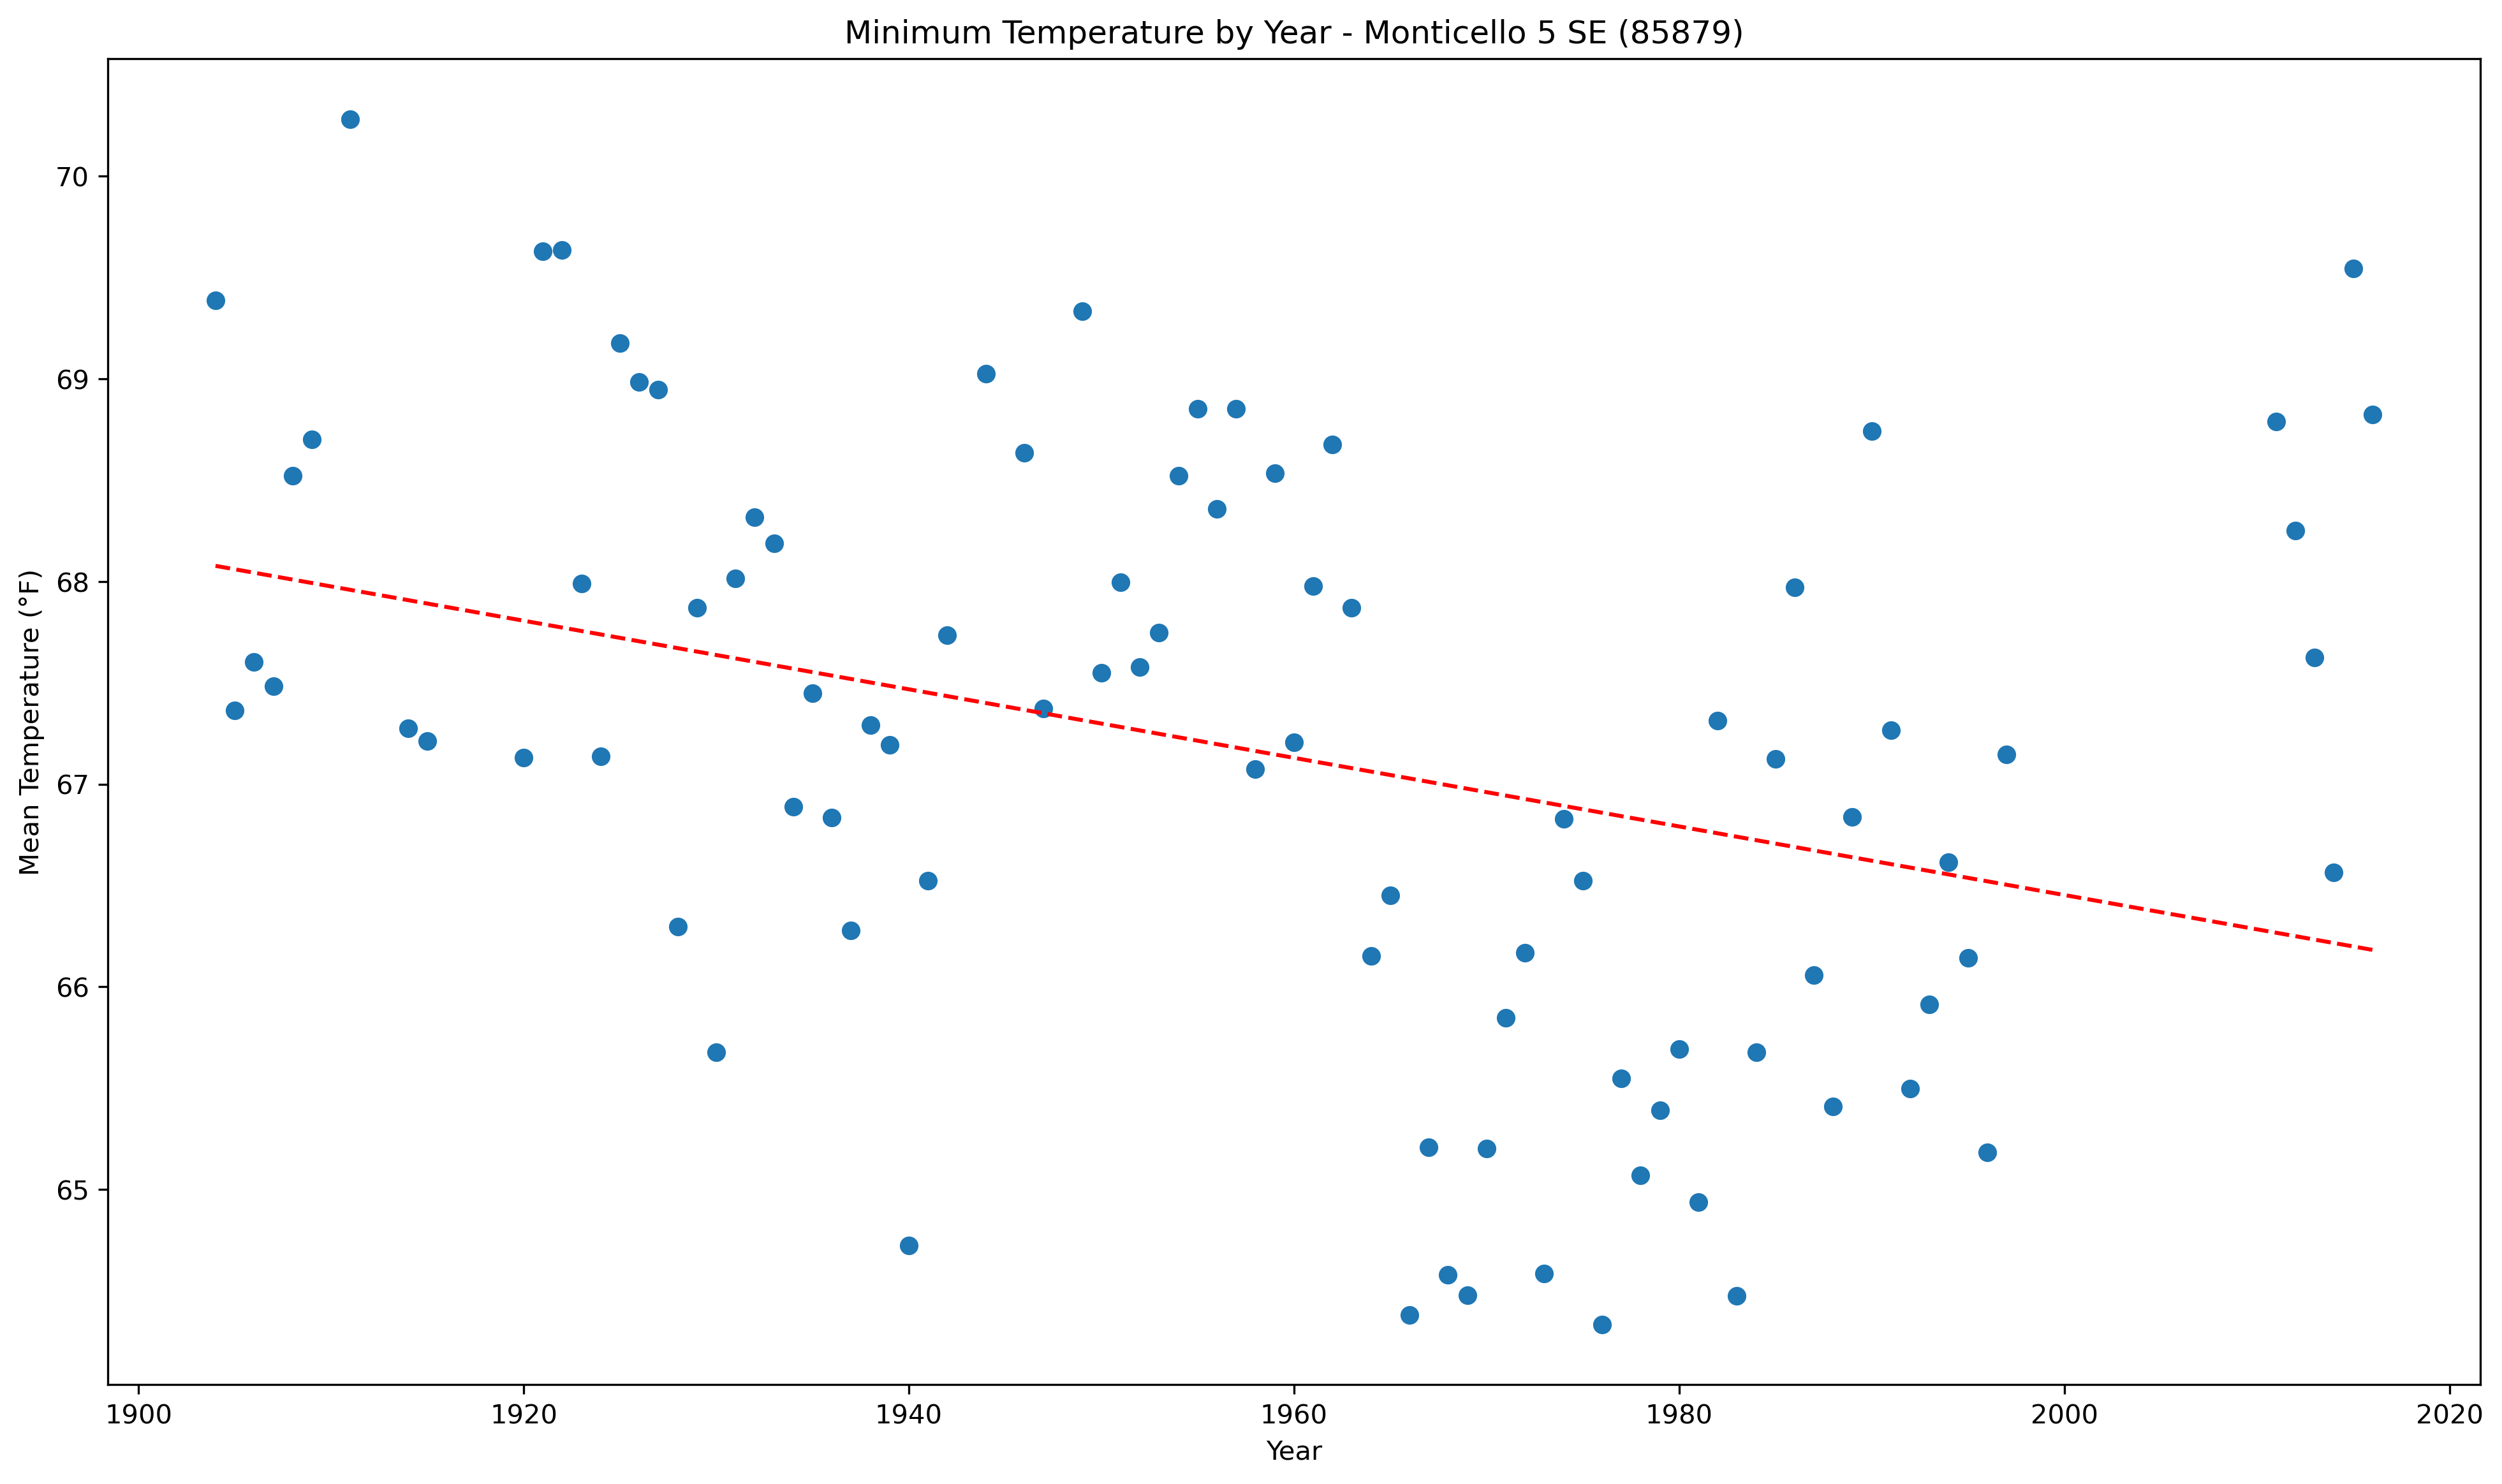 Minimum Temperature by Year - Monticello 5 SE (85879)
Mean Temperature (°F)
70
69
68
67
66
65
1900 1920 1940 1960 1980 2000 2020
Year